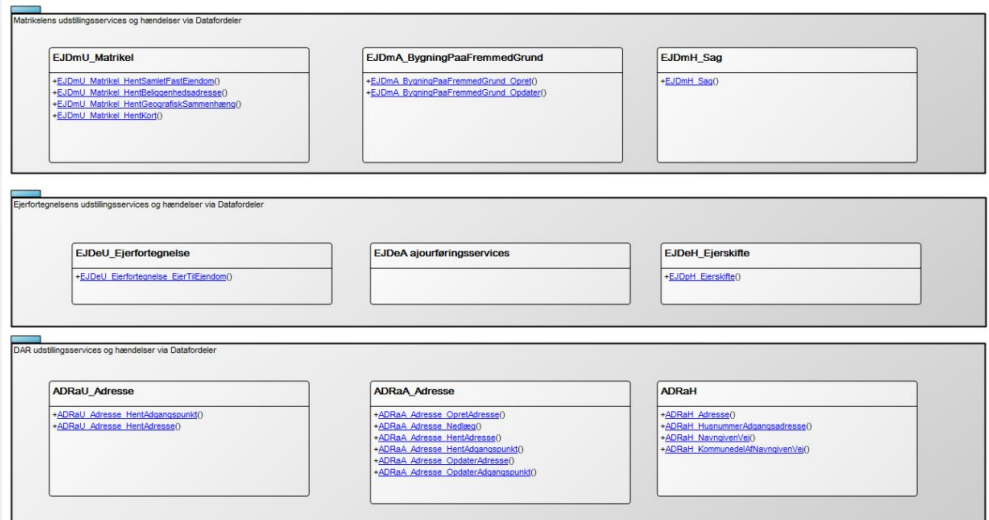 Matrikelens udstillingsservices og hændelser via Datafordeler
EJDmU_Matrikel
+EJDmU_Matrikel_HentSamletFastEjendom()
+EJDmU_Matrikel_HentBeliggenhedsadresse()
+EJDmU_Matrikel_HentGeografiskSammenhæng()
+EJDmU_Matrikel_HentKort()
EJDmA_BygningPaaFremmedGrund
+EJDmA_BygningPaaFremmedGrund_Opret()
+EJDmA_BygningPaaFremmedGrund_Opdater()
EJDmH_Sag
+EJDmH_Sag()
Ejerfortegnelsens udstillingsservices og hændelser via Datafordeler
EJDeU_Ejerfortegnelse
+EJDeU_Ejerfortegnelse_EjerTilEjendom()
EJDeA ajourføringsservices
EJDeH_Ejerskifte
+EJDpH_Ejerskifte()
DAR udstillingsservices og hændelser via Datafordeler
ADRaU_Adresse
+ADRaU_Adresse_HentAdgangspunkt()
+ADRaU_Adresse_HentAdresse()
ADRaA_Adresse
+ADRaA_Adresse_OpretAdresse()
+ADRaA_Adresse_Nedlæg()
+ADRaA_Adresse_HentAdresse()
+ADRaA_Adresse_HentAdgangspunkt()
+ADRaA_Adresse_OpdaterAdresse()
+ADRaA_Adresse_OpdaterAdgangspunkt()
ADRaH
+ADRaH_Adresse()
+ADRaH_HusnummerAdgangsadresse()
+ADRaH_NavngivenVej()
+ADRaH_KommunedelAfNavngivenVej()